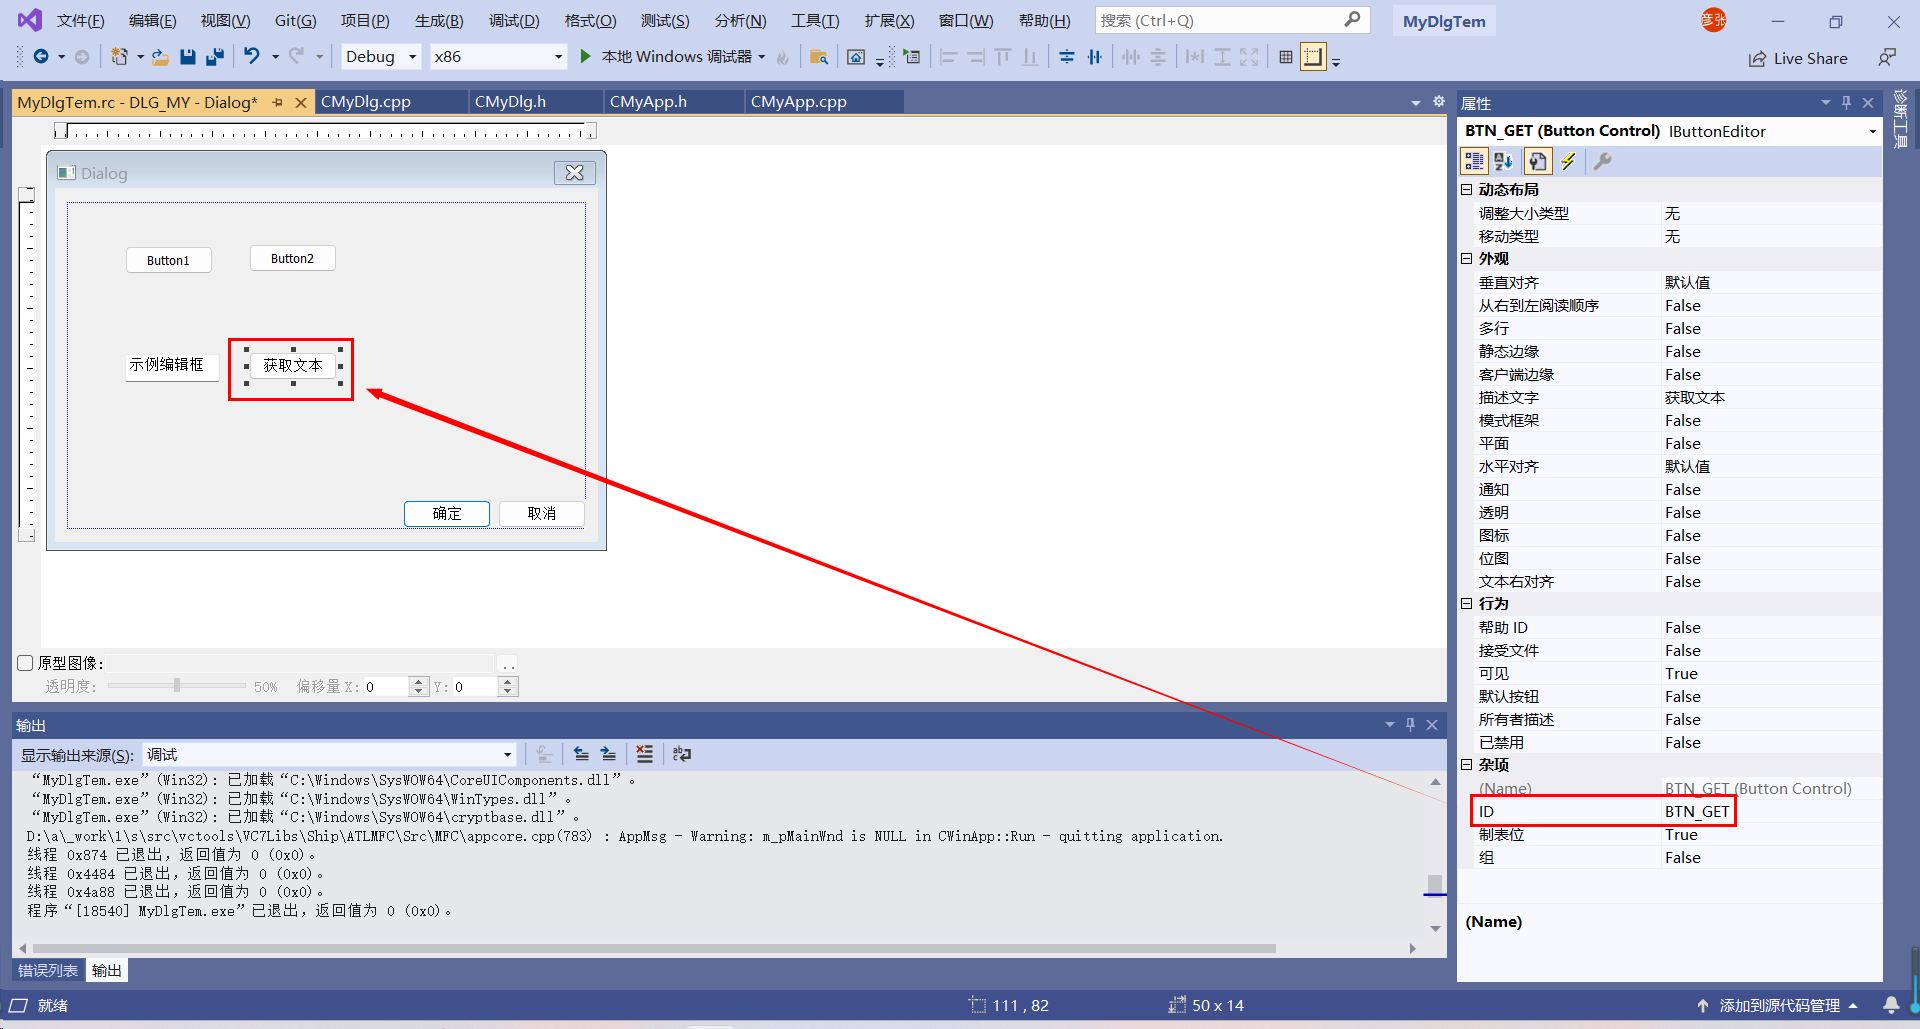 文件(F) 编辑(E) 视图(V) Git(G) 项目(P) 生成(B) 调试(D) 格式(O) 测试(S) 分析(N) 工具(T) 扩展(X) 窗口(W) 帮助(H) 搜索 (Ctrl+Q) MyDlgTem 彦张
Debug x86 本地 Windows 调试器 Live Share
MyDlgTem.rc - DLG_MY - Dialog* CMyDlg.cpp CMyDlg.h CMyApp.h CMyApp.cpp
Dialog
Button1 Button2
示例编辑框 获取文本
确定 取消
原型图像: ..
透明度: 50% 偏移量 X: 0 Y: 0
输出
显示输出来源(S): 调试
“MyDlgTem.exe”(Win32): 已加载“C:\Windows\SysWOW64\CoreUIComponents.dll”。
“MyDlgTem.exe”(Win32): 已加载“C:\Windows\SysWOW64\WinTypes.dll”。
“MyDlgTem.exe”(Win32): 已加载“C:\Windows\SysWOW64\cryptbase.dll”。
D:\a\_work\1\s\src\vctools\VC7Libs\Ship\ATLMFC\Src\MFC\appcore.cpp(783) : AppMsg - Warning: m_pMainWnd is NULL in CWinApp::Run - quitting application.
线程 0x874 已退出，返回值为 0 (0x0)。
线程 0x4484 已退出，返回值为 0 (0x0)。
线程 0x4a88 已退出，返回值为 0 (0x0)。
程序“[18540] MyDlgTem.exe”已退出，返回值为 0 (0x0)。
错误列表 输出
属性
BTN_GET (Button Control) IButtonEditor
动态布局
调整大小类型 无
移动类型 无
外观
垂直对齐 默认值
从右到左阅读顺序 False
多行 False
静态边缘 False
客户端边缘 False
描述文字 获取文本
模式框架 False
平面 False
水平对齐 默认值
通知 False
透明 False
图标 False
位图 False
文本右对齐 False
行为
帮助 ID False
接受文件 False
可见 True
默认按钮 False
所有者描述 False
已禁用 False
杂项
(Name) BTN_GET (Button Control)
ID BTN_GET
制表位 True
组 False
(Name)
诊断工具
就绪 111 , 82 50 x 14 添加到源代码管理